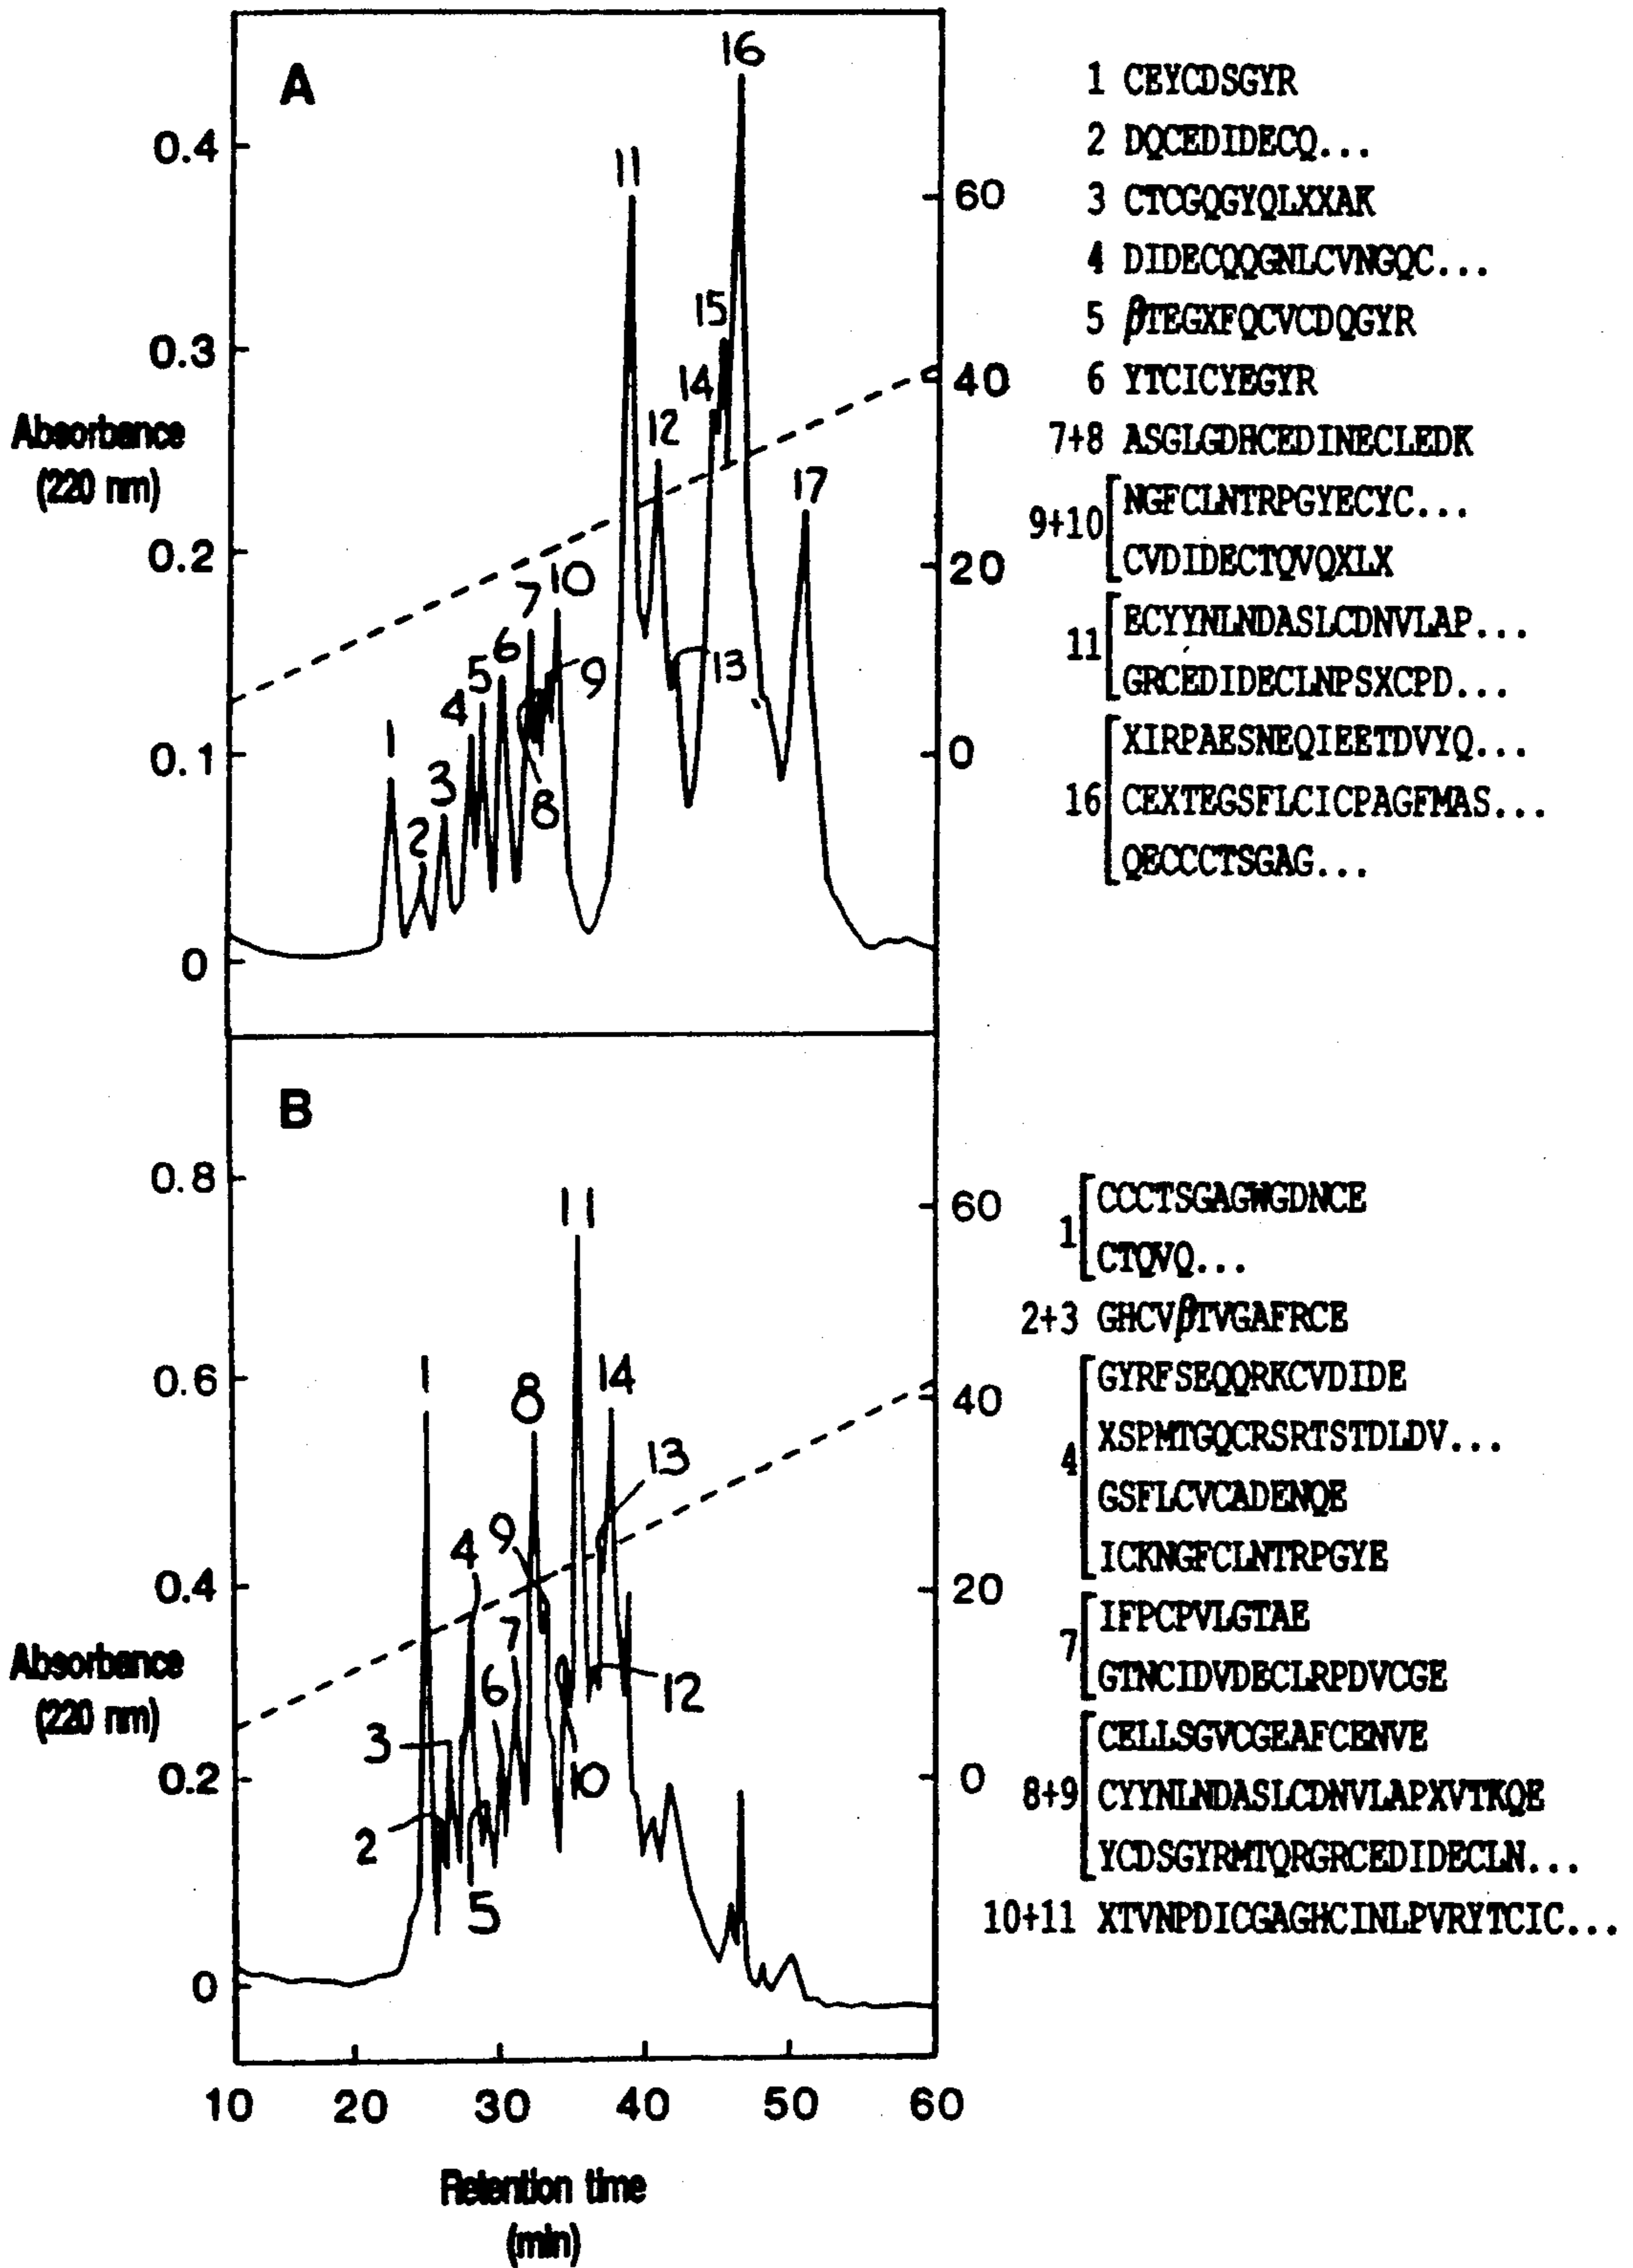 A
16
11
15
14
12
17
13
10
7
6
9
5
4
8
3
1
2
0.4
0.3
0.2
0.1
0
Absorbance
(220 nm)
60
40
20
0
1 CEYCDSGYR
2 DQCEDIDECQ...
3 CTCGQGYQLXXAK
4 DIDECQQGNLCVNGQC...
5 βTEGXFQCVCDQGYR
6 YTCICYEGYR
7+8 ASGLGDHCEDINECLEDK
9+10 NGFCLNTRPGYECYC...
CVDIDECTQVQXLX
11 ECYYNLNDASLCDNVLAP...
GRCEDIDECLNPSXCPD...
16 XIRPAESNEQIEETDVYQ...
CEXTEGSFLCICPAGFMAS...
QECCCTSGAG...
B
11
1
8
14
13
9
4
7
6
12
3
10
2
5
0.8
0.6
0.4
0.2
0
Absorbance
(220 nm)
60
40
20
0
1 CCCTSGAGWGDNCE
CTQVQ...
2+3 GHCVβTVGAFRCE
4 GYRFSEQQRKCVDIDE
XSPMTGQCRSRTSTDLDV...
GSFLCVCADENQE
ICKNGFCLNTRPGYE
7 IFPCPVLGTAE
GTNCIDVDECLRPDVCGE
8+9 CELLSGVCGEAFCENVE
CYYNLNDASLCDNVLAPXVTKQE
YCDSGYRMTQRGRCEDIDECLN...
10+11 XTVNPDICGAGHCINLPVRYTCIC...
10 20 30 40 50 60
Retention time
(min)